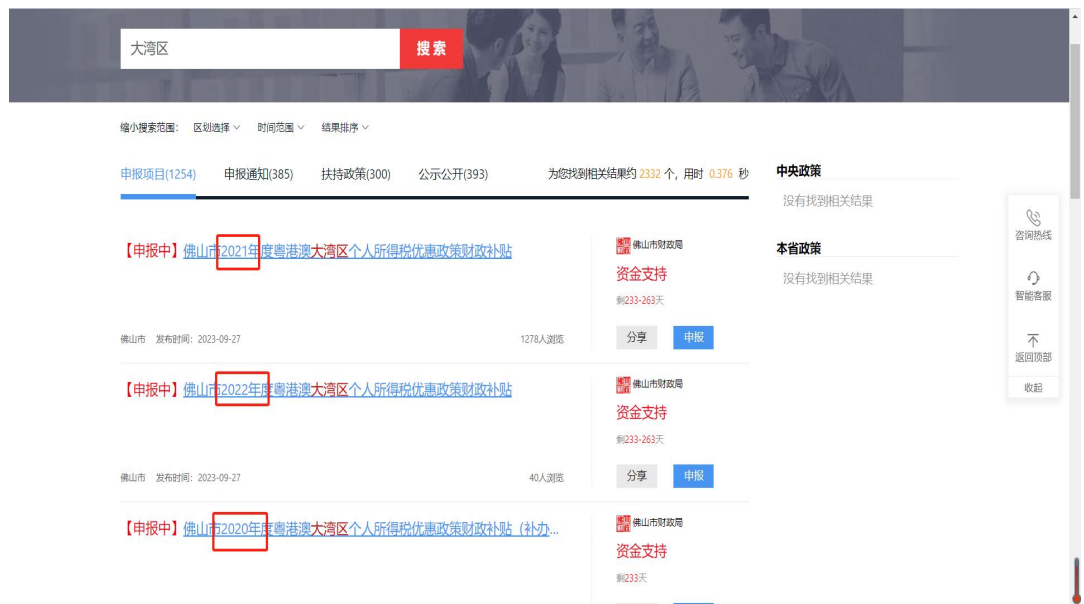 大湾区
搜索
缩小搜索范围： 区划选择 时间范围 结果排序
申报项目(1254) 申报通知(385) 扶持政策(300) 公示公开(393) 为您找到相关结果约 2332 个，用时 0.376 秒
【申报中】佛山市2021年度粤港澳大湾区个人所得税优惠政策财政补贴
佛山市财政局
资金支持
剩233-263天
佛山市 发布时间：2023-09-27 1278人浏览
分享 申报
【申报中】佛山市2022年度粤港澳大湾区个人所得税优惠政策财政补贴
佛山市财政局
资金支持
剩233-263天
佛山市 发布时间：2023-09-27 40人浏览
分享 申报
【申报中】佛山市2020年度粤港澳大湾区个人所得税优惠政策财政补贴（补办...
佛山市财政局
资金支持
剩233天
中央政策
没有找到相关结果
本省政策
没有找到相关结果
咨询热线
智能客服
返回顶部
收起